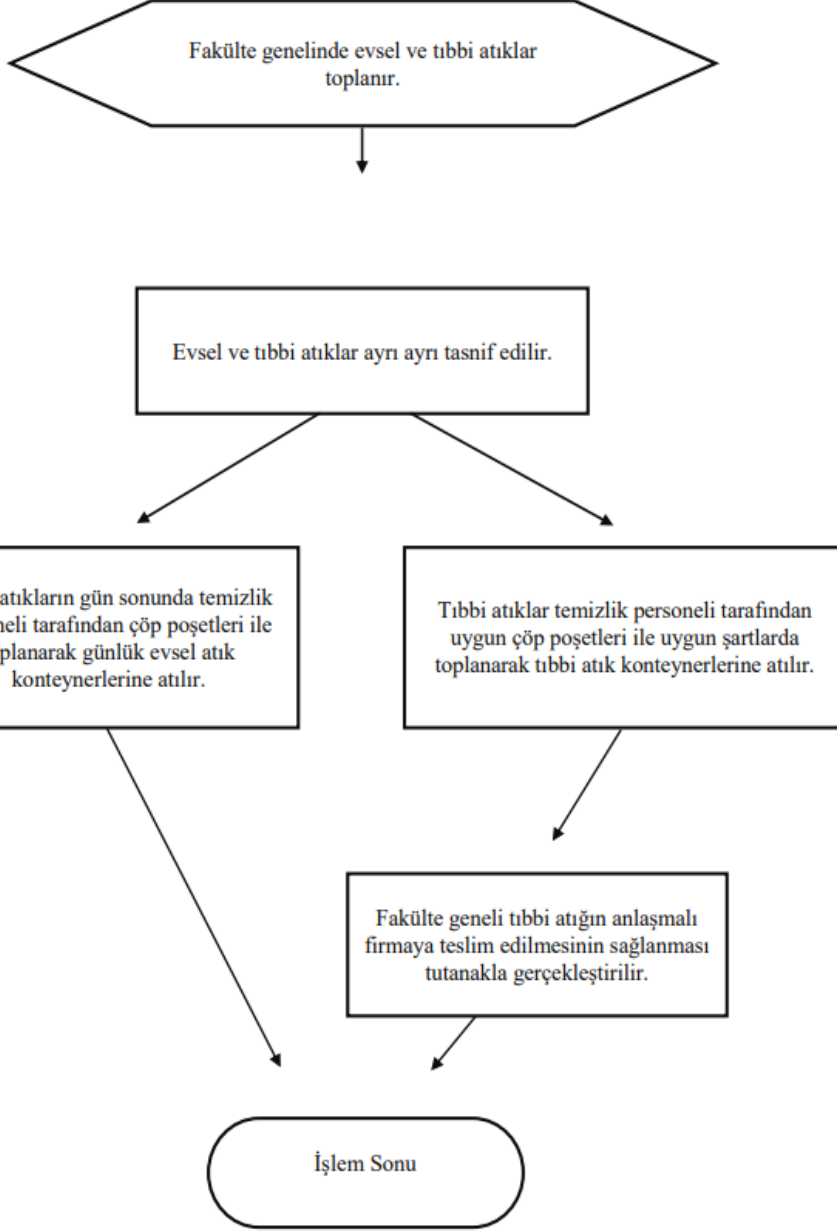 Fakülte genelinde evsel ve tıbbi atıklar
toplanır.
Evsel ve tıbbi atıklar ayrı ayrı tasnif edilir.
atıkların gün sonunda temizlik
tarafından çöp poşetleri ile
günlük evsel atık
konteynerlerine atılır.
Tıbbi atıklar temizlik personeli tarafından
uygun çöp poşetleri ile uygun şartlarda
toplanarak tıbbi atık konteynerlerine atılır.
Fakülte geneli tıbbi atığın anlaşmalı
firmaya teslim edilmesinin sağlanması
tutanakla gerçekleştirilir.
İşlem Sonu